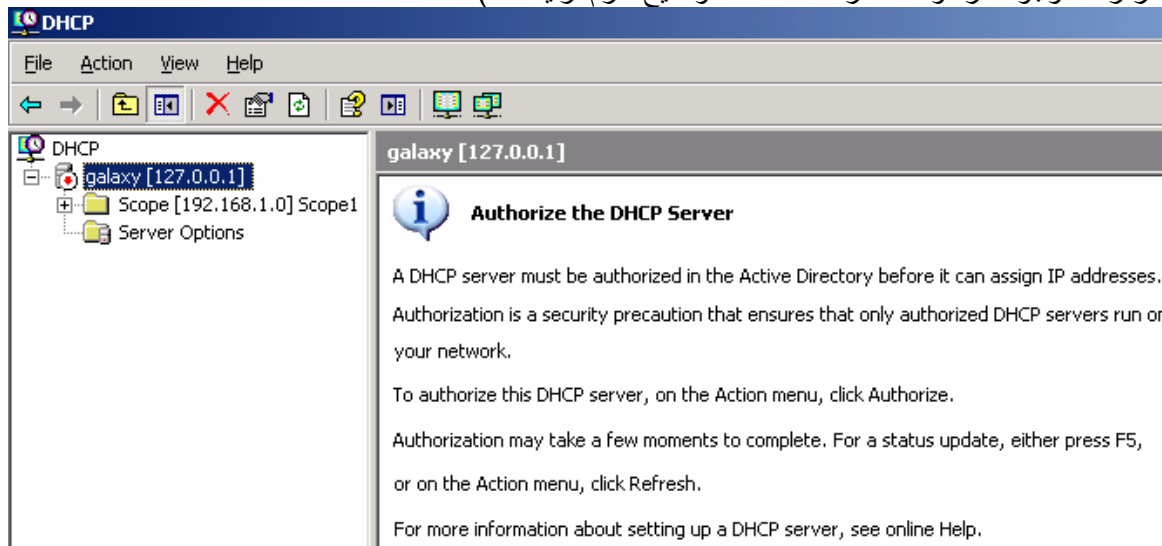 DHCP
File Action View Help
DHCP
galaxy [127.0.0.1]
Scope [192.168.1.0] Scope1
Server Options
galaxy [127.0.0.1]
Authorize the DHCP Server
A DHCP server must be authorized in the Active Directory before it can assign IP addresses.
Authorization is a security precaution that ensures that only authorized DHCP servers run on
your network.
To authorize this DHCP server, on the Action menu, click Authorize.
Authorization may take a few moments to complete. For a status update, either press F5,
or on the Action menu, click Refresh.
For more information about setting up a DHCP server, see online Help.